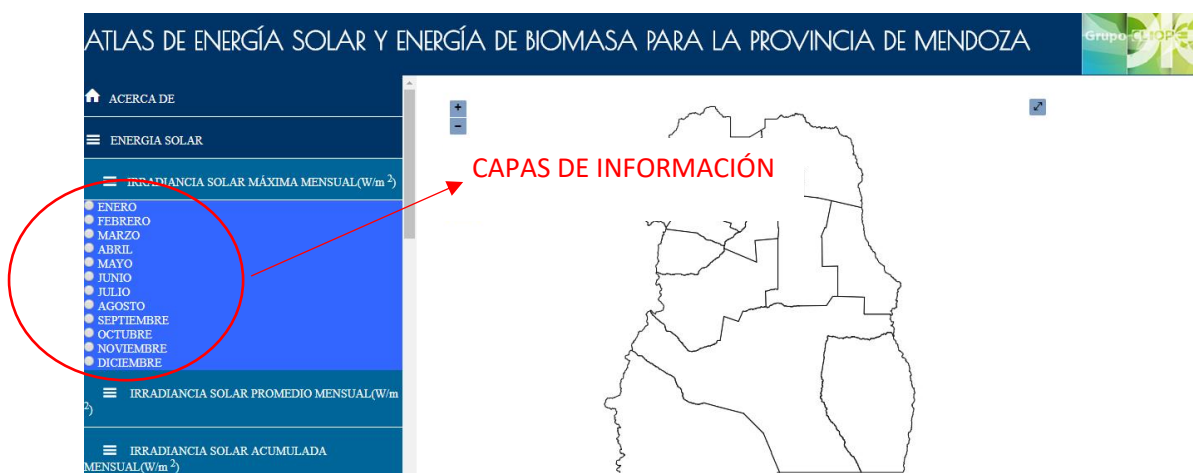 ATLAS DE ENERGÍA SOLAR Y ENERGÍA DE BIOMASA PARA LA PROVINCIA DE MENDOZA
Grupo CLIOPE
ACERCA DE
ENERGIA SOLAR
IRRADIANCIA SOLAR MÁXIMA MENSUAL(W/m ²)
ENERO
FEBRERO
MARZO
ABRIL
MAYO
JUNIO
JULIO
AGOSTO
SEPTIEMBRE
OCTUBRE
NOVIEMBRE
DICIEMBRE
IRRADIANCIA SOLAR PROMEDIO MENSUAL(W/m
²)
IRRADIANCIA SOLAR ACUMULADA
MENSUAL(W/m ²)
+
−
CAPAS DE INFORMACIÓN